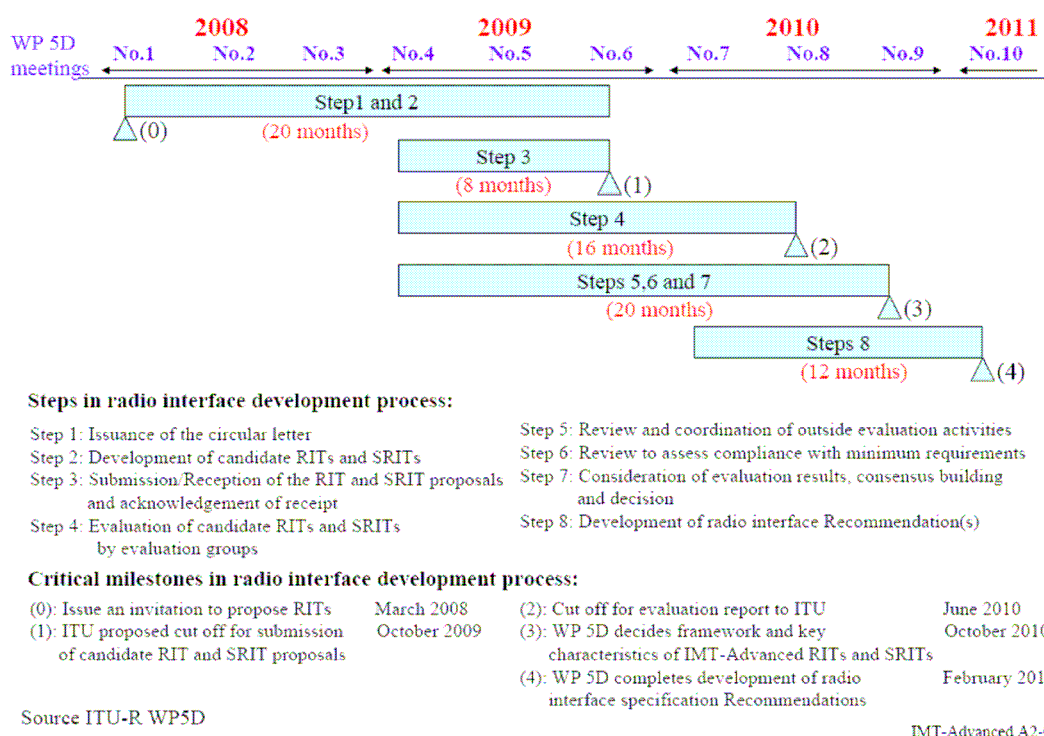 2008 2009 2010 2011
WP 5D No.1 No.2 No.3 No.4 No.5 No.6 No.7 No.8 No.9 No.10
meetings
Step1 and 2
(0) (20 months)
Step 3
(8 months) (1)
Step 4
(16 months) (2)
Steps 5,6 and 7
(20 months) (3)
Steps 8
(12 months) (4)
Steps in radio interface development process:
Step 1: Issuance of the circular letter
Step 2: Development of candidate RITs and SRITs
Step 3: Submission/Reception of the RIT and SRIT proposals
and acknowledgement of receipt
Step 4: Evaluation of candidate RITs and SRITs
by evaluation groups
Step 5: Review and coordination of outside evaluation activities
Step 6: Review to assess compliance with minimum requirements
Step 7: Consideration of evaluation results, consensus building
and decision
Step 8: Development of radio interface Recommendation(s)
Critical milestones in radio interface development process:
(0): Issue an invitation to propose RITs March 2008
(1): ITU proposed cut off for submission October 2009
of candidate RIT and SRIT proposals
(2): Cut off for evaluation report to ITU June 2010
(3): WP 5D decides framework and key October 2010
characteristics of IMT-Advanced RITs and SRITs
(4): WP 5D completes development of radio February 201
interface specification Recommendations
Source ITU-R WP5D
IMT-Advanced A2-